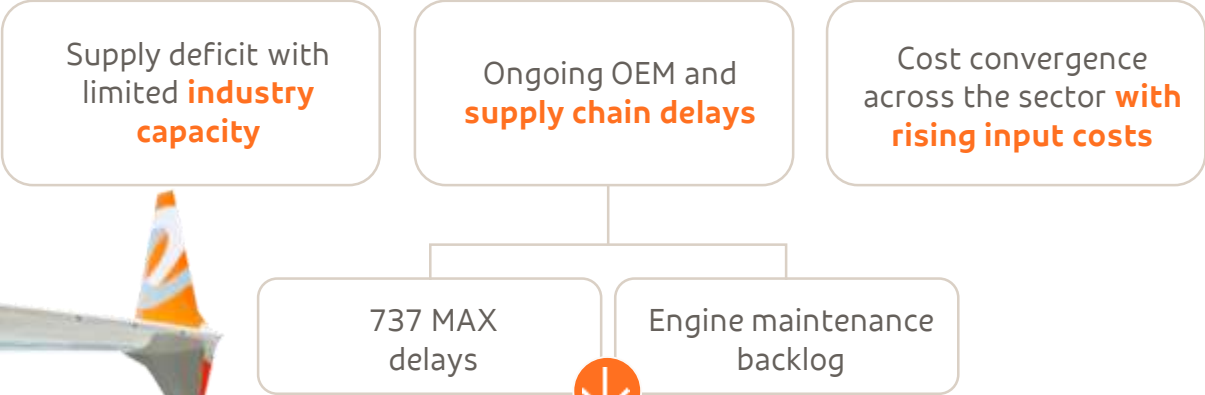 Supply deficit with
limited industry
capacity
Ongoing OEM and
supply chain delays
Cost convergence
across the sector with
rising input costs
737 MAX
delays
Engine maintenance
backlog